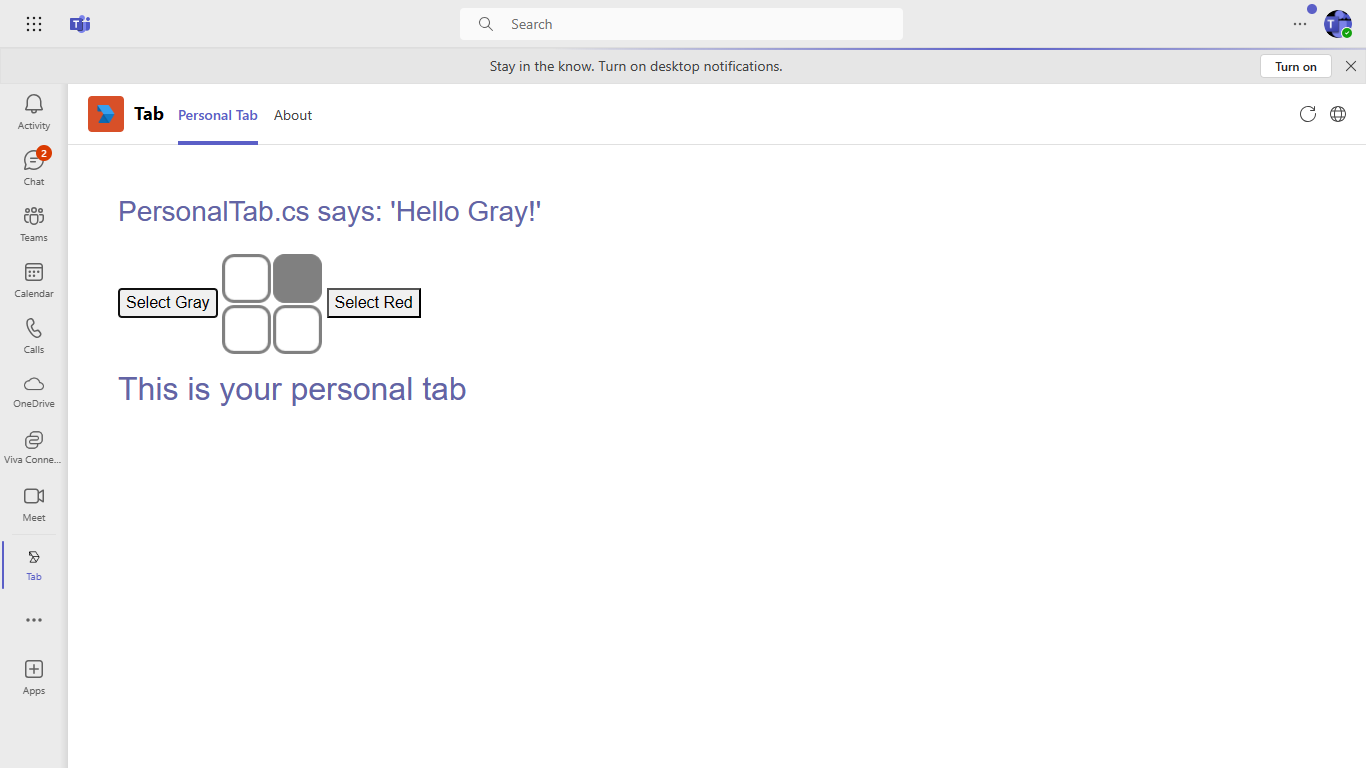 Search
Stay in the know. Turn on desktop notifications.
Turn on
Activity
2
Chat
Teams
Calendar
Calls
OneDrive
Viva Conne...
Meet
Tab
Apps
Tab
Personal Tab
About
PersonalTab.cs says: 'Hello Gray!'
Select Gray
Select Red
This is your personal tab